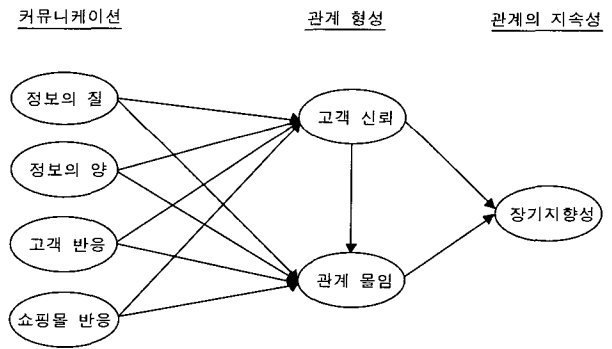 커뮤니케이션
관계 형성
관계의 지속성
정보의 질
고객 신뢰
정보의 양
장기지향성
고객 반응
관계 몰임
쇼핑몰 반응